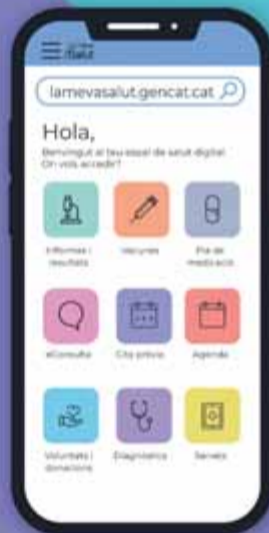 lamevasalut.gencat.cat
Hola,
Benvingut al teu espai de salut digital
On vols accedir?
Informes i
resultats
Vacunes
Pla de
medicació
eConsulta
Cita prèvia
Agenda
Voluntats i
donacions
Diagnòstics
Serveis